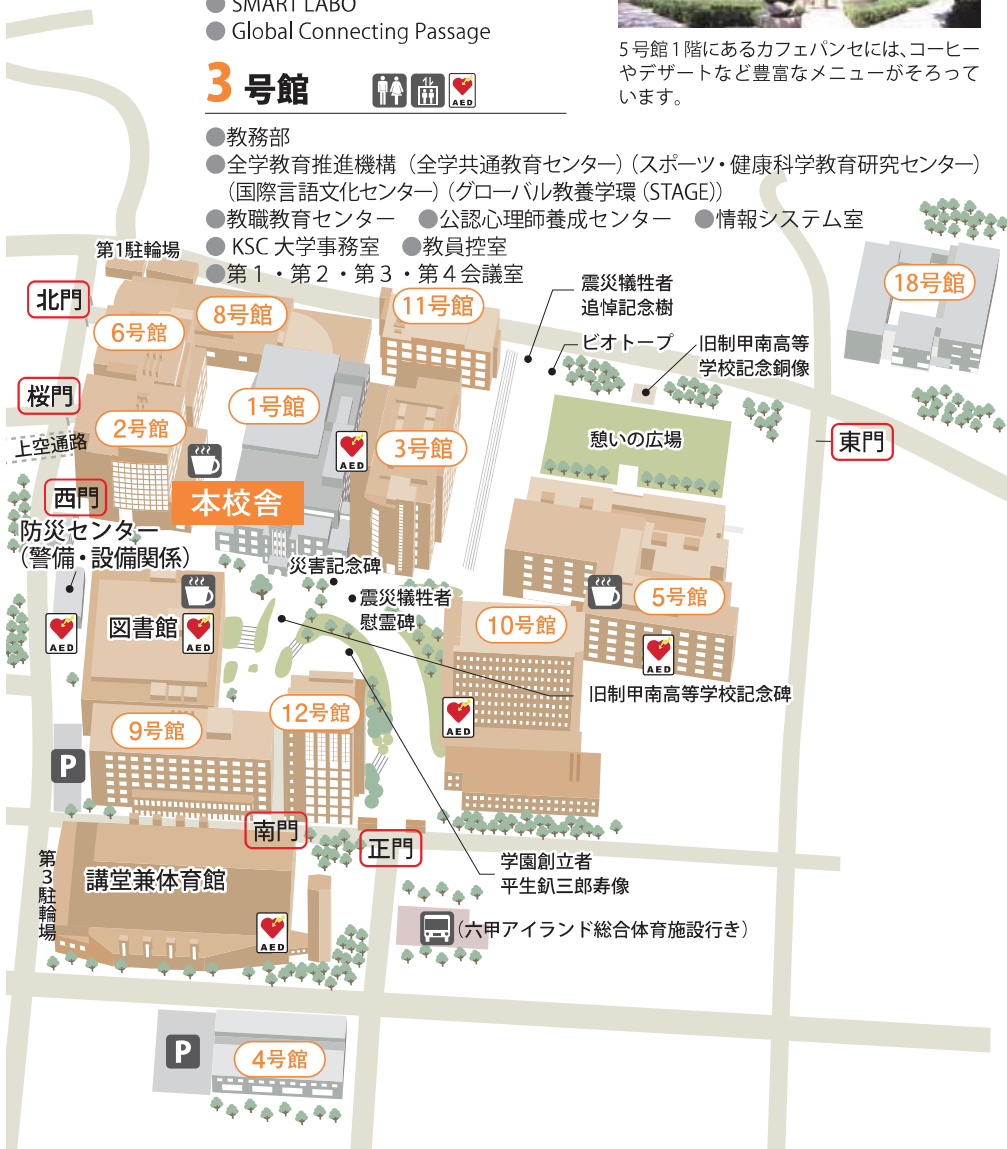 ● SMART LABO
● Global Connecting Passage
5号館1階にあるカフェパンセには、コーヒー
やデザートなど豊富なメニューがそろって
います。
3 号館
AED
●教務部
●全学教育推進機構（全学共通教育センター）（スポーツ・健康科学教育研究センター）
（国際言語文化センター）（グローバル教養学環（STAGE））
●教職教育センター ●公認心理師養成センター ●情報システム室
● KSC 大学事務室 ●教員控室
●第1・第2・第3・第4会議室
第1駐輪場
北門
6号館
8号館
11号館
震災犠牲者
追悼記念樹
ビオトープ
旧制甲南高等
学校記念銅像
18号館
桜門
上空通路
2号館
1号館
AED
3号館
憩いの広場
東門
西門
本校舎
防災センター
（警備・設備関係）
AED
図書館
AED
災害記念碑
震災犠牲者
慰霊碑
10号館
AED
5号館
AED
旧制甲南高等学校記念碑
P
9号館
12号館
南門
正門
学園創立者
平生釟三郎寿像
第3駐輪場
講堂兼体育館
AED
（六甲アイランド総合体育施設行き）
P
4号館